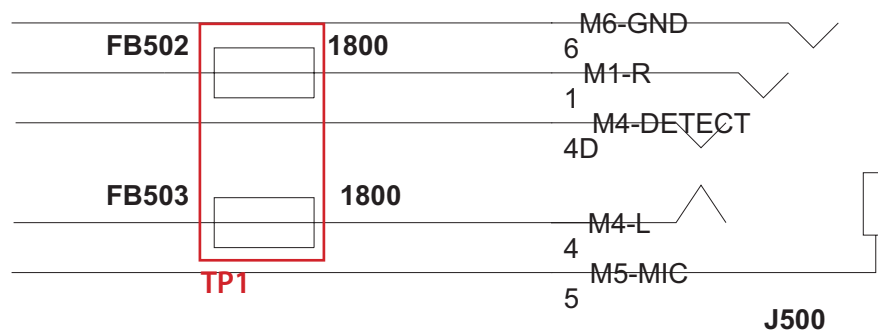 M6-GND
FB502 1800
6
M1-R
1
M4-DETECT
4D
FB503 1800
M4-L
4
M5-MIC
TP1
5
J500